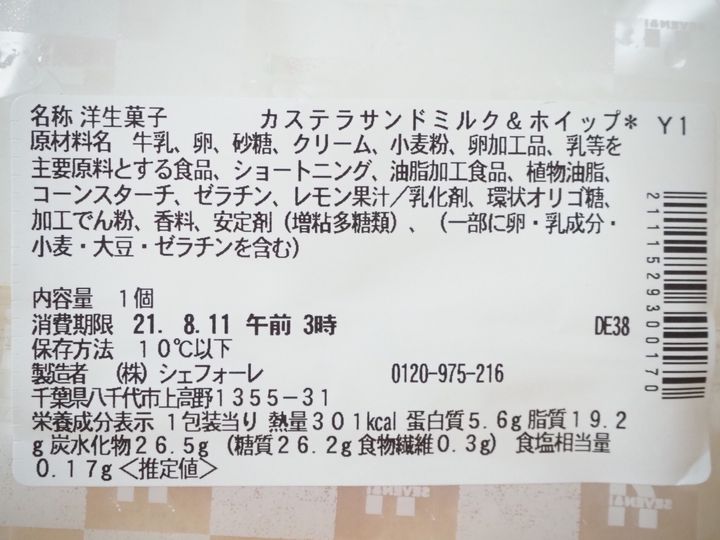 名称 洋生菓子 カステラサンドミルク＆ホイップ＊ Y1
原材料名 牛乳、卵、砂糖、クリーム、小麦粉、卵加工品、乳等を
主要原料とする食品、ショートニング、油脂加工食品、植物油脂、
コーンスターチ、ゼラチン、レモン果汁／乳化剤、環状オリゴ糖、
加工でん粉、香料、安定剤（増粘多糖類）、（一部に卵・乳成分・
小麦・大豆・ゼラチンを含む）
内容量 1個
消費期限 21. 8.11 午前 3時 DE38
保存方法 10℃以下
製造者 （株）シェフォーレ 0120-975-216
千葉県八千代市上高野1355-31
栄養成分表示 1包装当り 熱量301kcal 蛋白質5.6g 脂質19.2
g 炭水化物26.5g （糖質26.2g 食物繊維0.3g） 食塩相当量
0.17g＜推定値＞
2111529300170